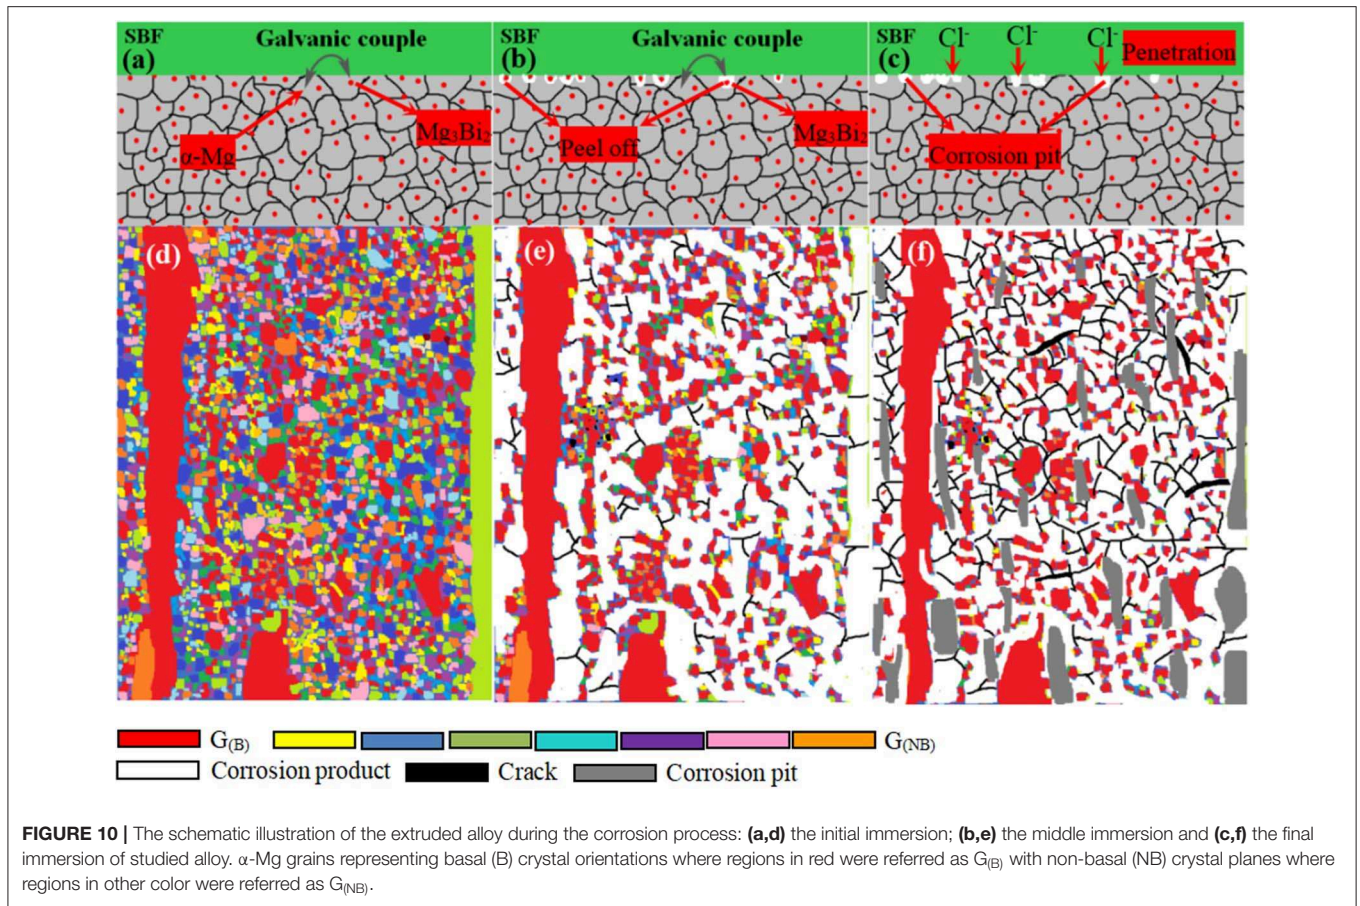 SBF
(a)
Galvanic couple
α-Mg
Mg₃Bi₂
SBF
(b)
Galvanic couple
Peel off
Mg₃Bi₂
SBF
(c)
Cl⁻
Cl⁻
Cl⁻
Penetration
Corrosion pit
(d)
(e)
(f)
G(B)
G(NB)
Corrosion product
Crack
Corrosion pit
FIGURE 10 | The schematic illustration of the extruded alloy during the corrosion process: (a,d) the initial immersion; (b,e) the middle immersion and (c,f) the final
immersion of studied alloy. α-Mg grains representing basal (B) crystal orientations where regions in red were referred as G(B) with non-basal (NB) crystal planes where
regions in other color were referred as G(NB).